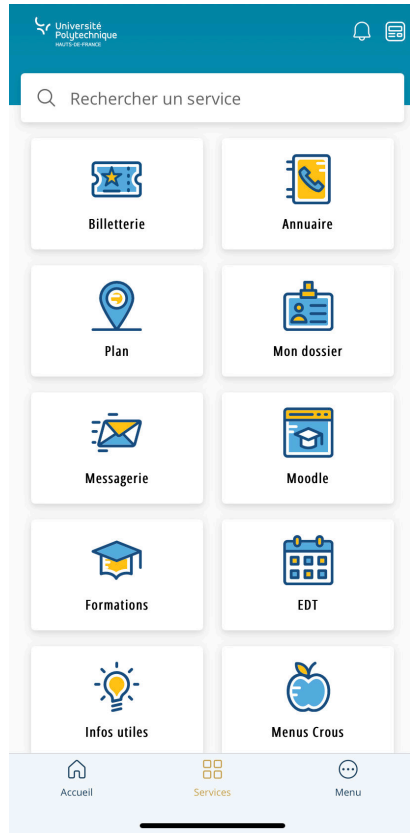 Université
Polytechnique
HAUTS-DE-FRANCE
Rechercher un service
Billetterie
Annuaire
Plan
Mon dossier
Messagerie
Moodle
Formations
EDT
Infos utiles
Menus Crous
Accueil
Services
Menu